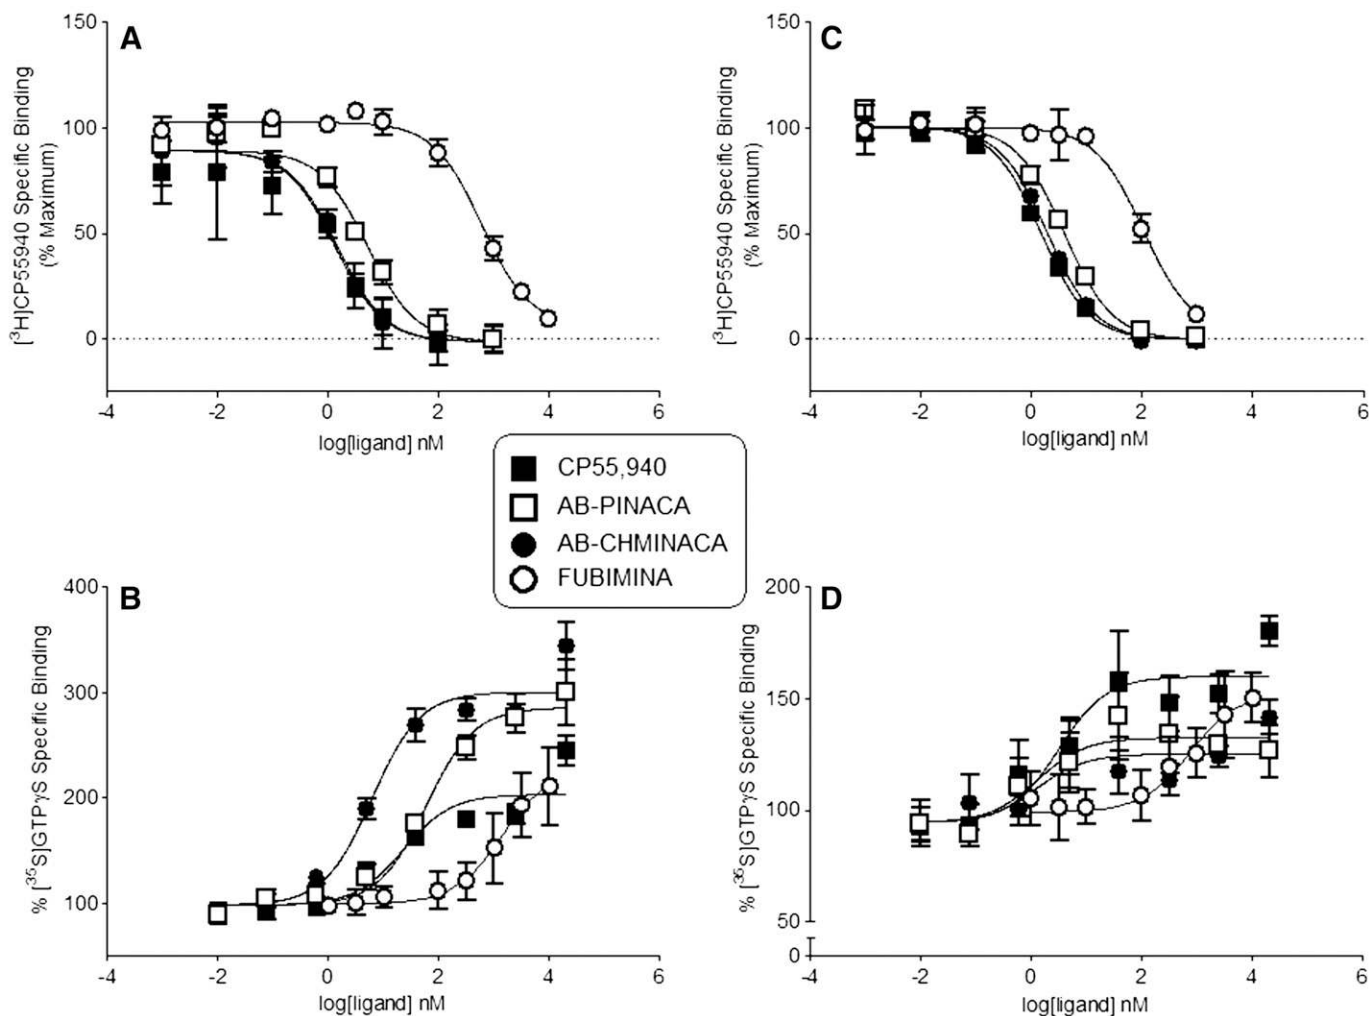 A
[³H]CP55940 Specific Binding
(% Maximum)
150
100
50
0
-4 -2 0 2 4 6
log[ligand] nM
C
[³H]CP55940 Specific Binding
(% Maximum)
150
100
50
0
-4 -2 0 2 4 6
log[ligand] nM
CP55,940
AB-PINACA
AB-CHMINACA
FUBIMINA
B
% [³⁵S]GTPγS Specific Binding
400
300
200
100
-4 -2 0 2 4 6
log[ligand] nM
D
% [³⁵S]GTPγS Specific Binding
200
150
100
50
0
-4 -2 0 2 4 6
log[ligand] nM